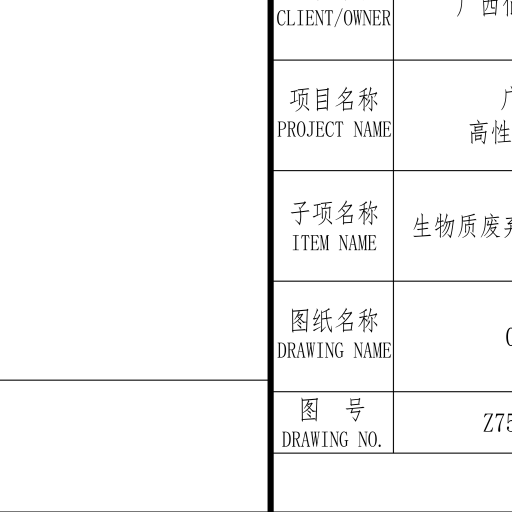 CLIENT/OWNER
广西
项目名称
PROJECT NAME
高性
子项名称
ITEM NAME
生物质废
图纸名称
DRAWING NAME
图 号
DRAWING NO.
Z75